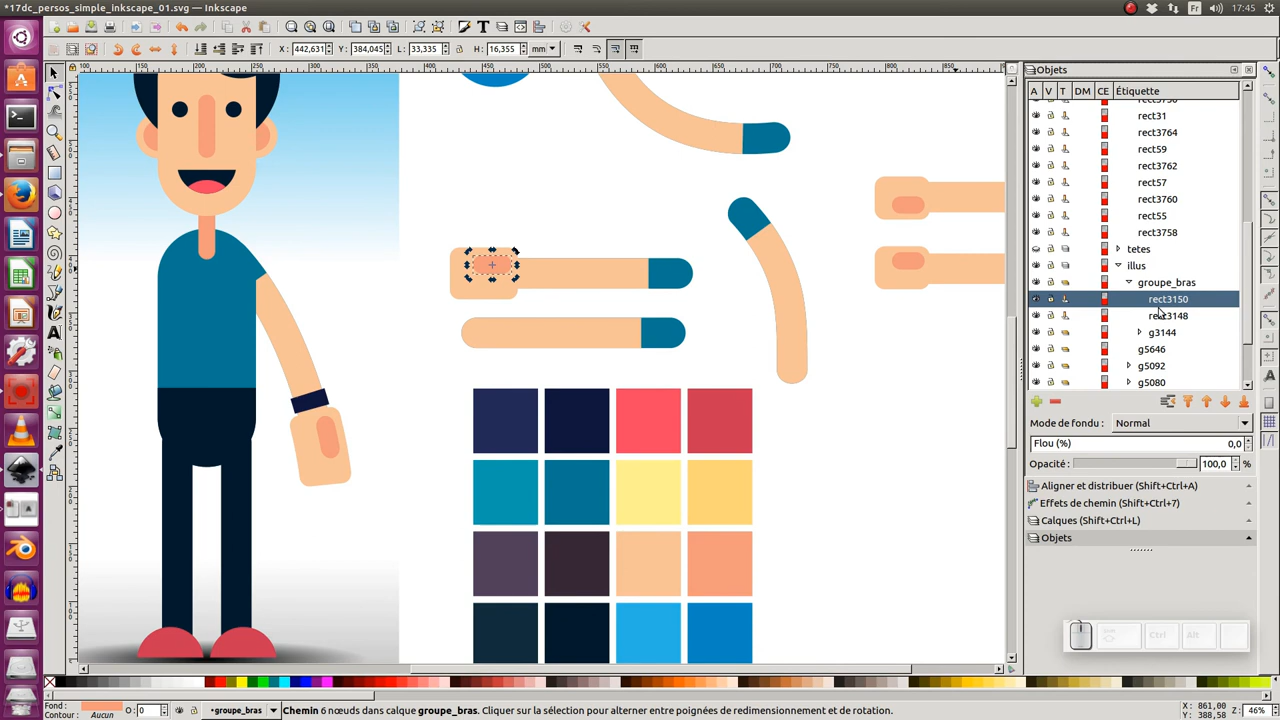 *17dc_persos_simple_inkscape_01.svg - Inkscape
Fr
17:45
X: 442,631
Y: 384,045
L: 33,335
H: 16,355
mm
Objets
A V T DM CE Étiquette
rect31
rect3764
rect59
rect3762
rect57
rect3760
rect55
rect3758
tetes
illus
groupe_bras
rect3150
rect3148
g3144
g5646
g5092
g5080
Mode de fondu :
Normal
Flou (%)
0,0
Opacité :
100,0
%
Aligner et distribuer (Shift+Ctrl+A)
Effets de chemin (Shift+Ctrl+7)
Calques (Shift+Ctrl+L)
Objets
Ctrl
Alt
Fond :
Contour :
Aucun
O: 0
•groupe_bras
Chemin 6 nœuds dans calque groupe_bras. Cliquer sur la sélection pour alterner entre poignées de redimensionnement et de rotation.
X: 861,00
Y: 388,58
Z: 46%